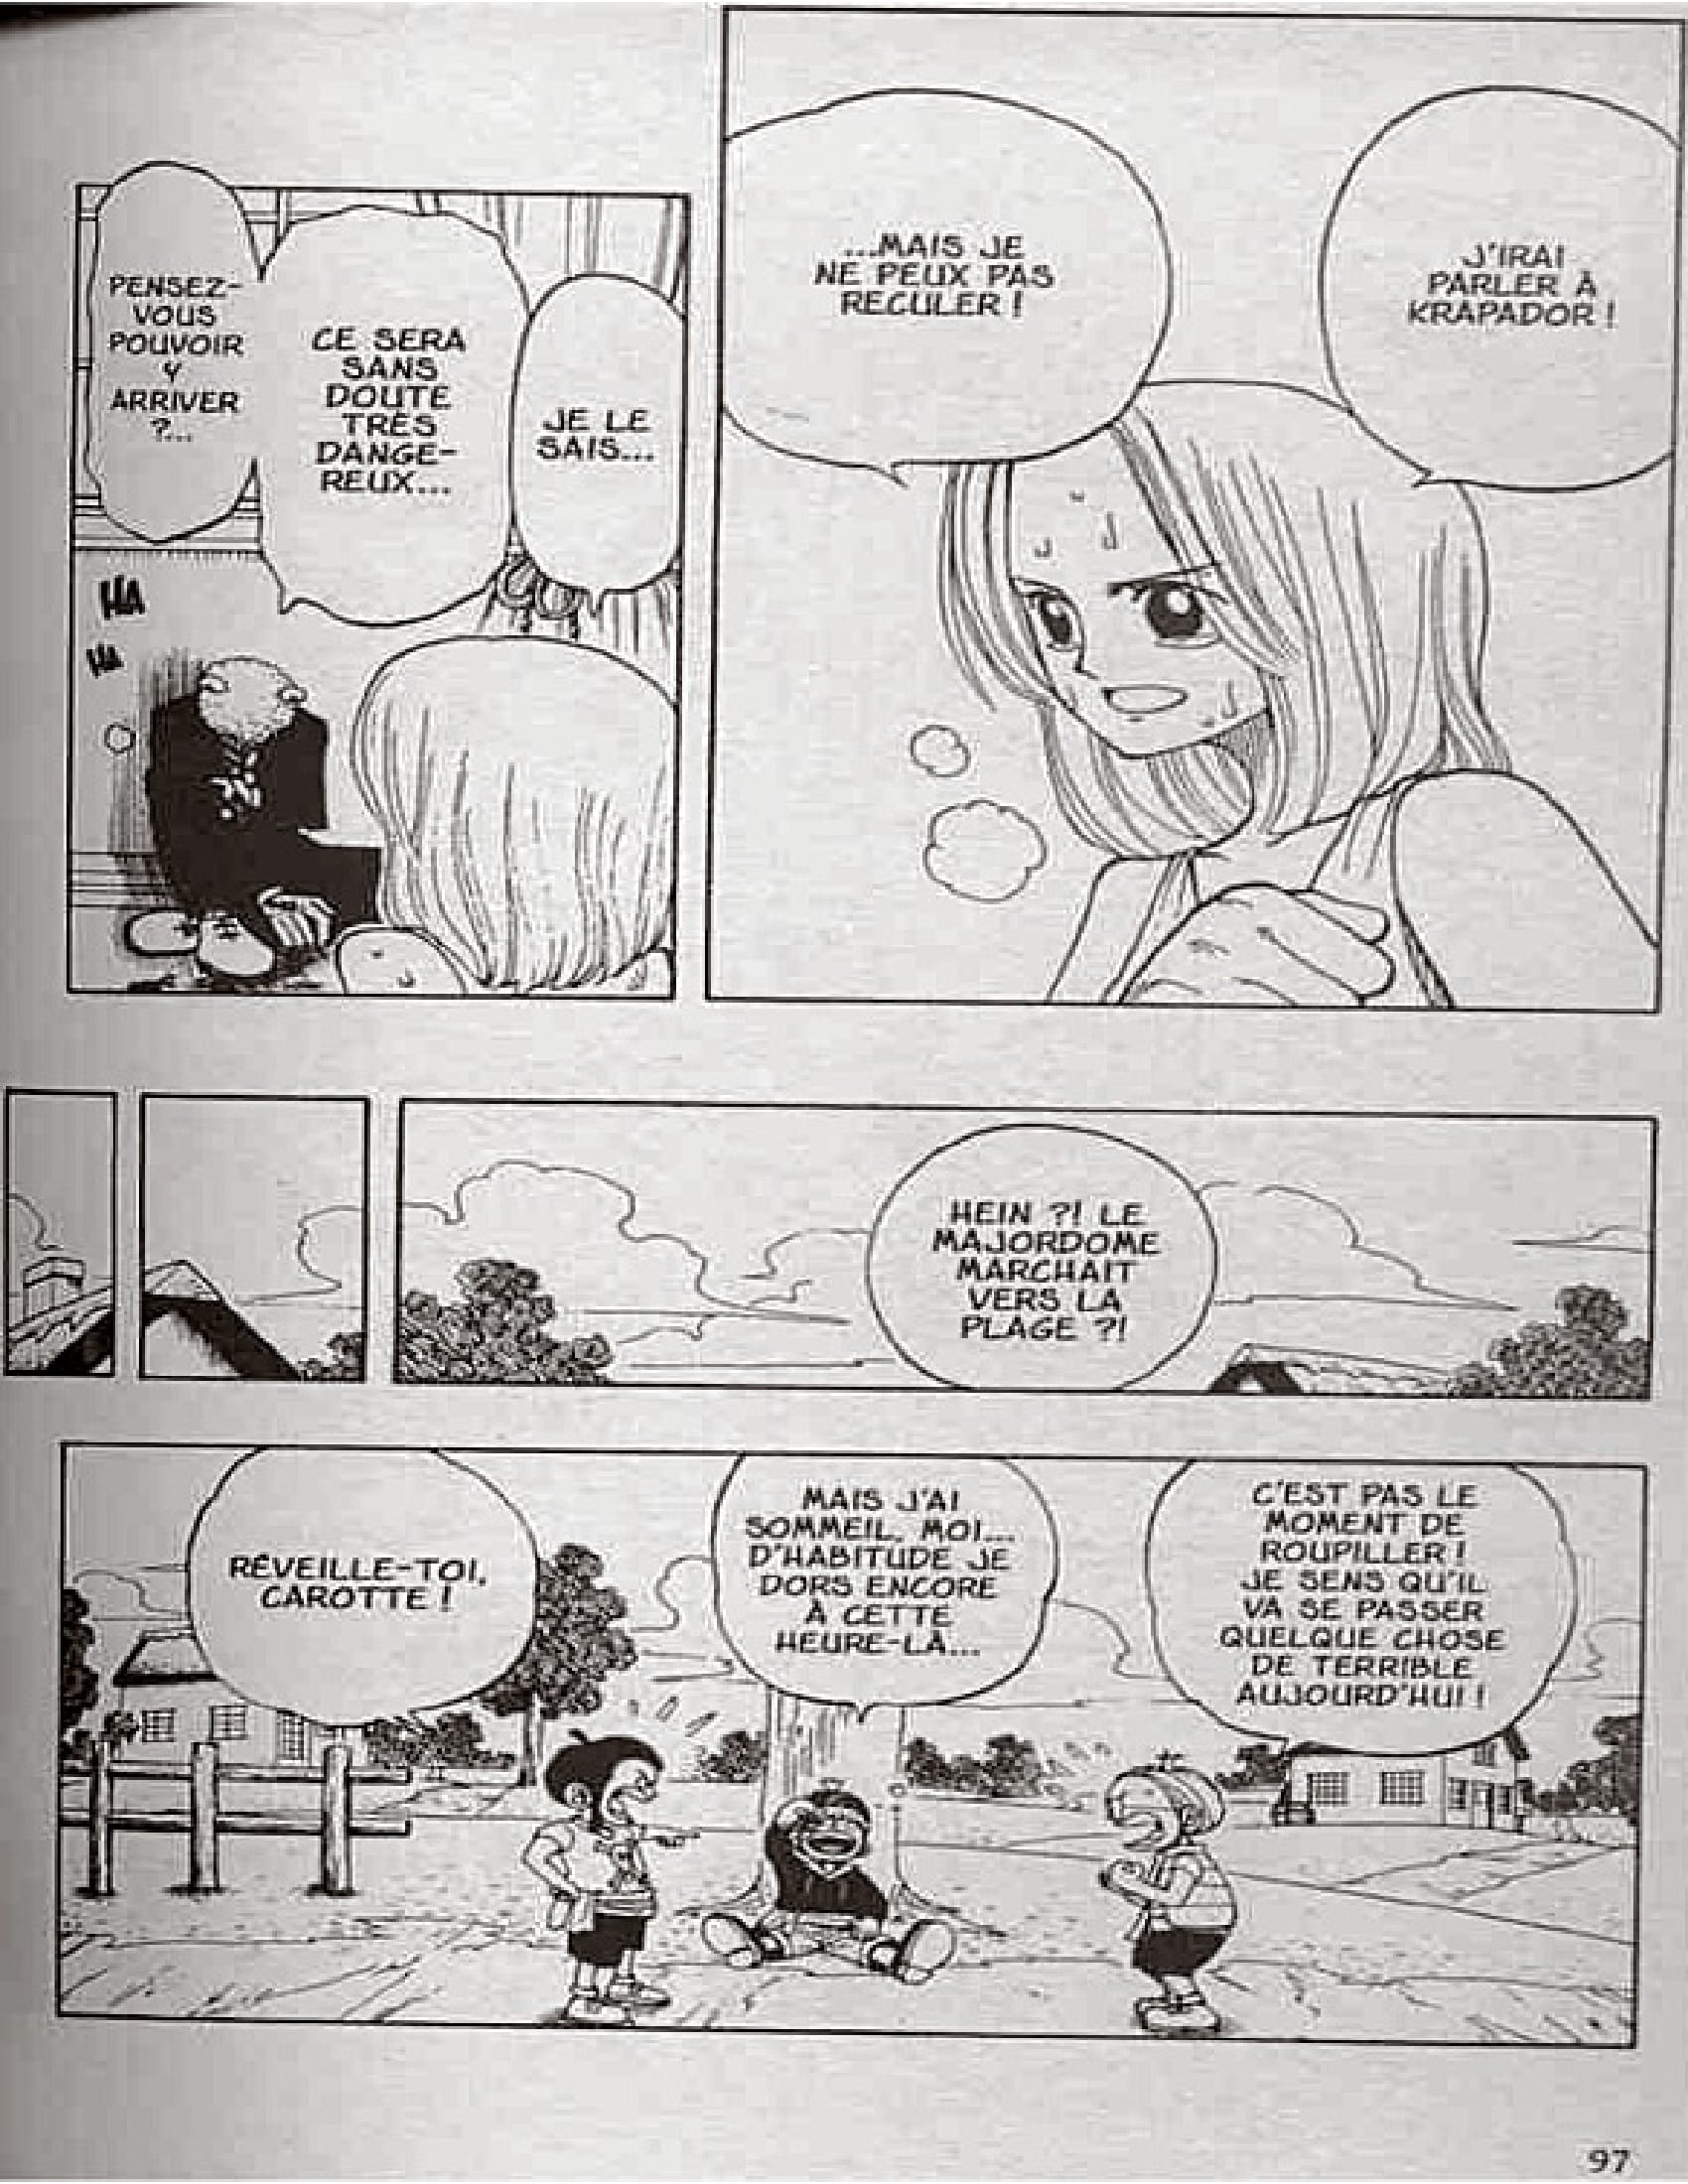 J'IRAI
PARLER À
KRAPADOR !
...MAIS JE
NE PEUX PAS
RECULER !
JE LE
SAIS...
CE SERA
SANS
DOUTE
TRÈS
DANGE-
REUX...
PENSEZ-
VOUS
POUVOIR
Y
ARRIVER
?...
HA
HA
HEIN ?! LE
MAJORDOME
MARCHAIT
VERS LA
PLAGE ?!
C'EST PAS LE
MOMENT DE
ROUPILLER !
JE SENS QU'IL
VA SE PASSER
QUELQUE CHOSE
DE TERRIBLE
AUJOURD'HUI !
MAIS J'AI
SOMMEIL, MOI...
D'HABITUDE JE
DORS ENCORE
À CETTE
HEURE-LÀ...
RÉVEILLE-TOI,
CAROTTE !
97